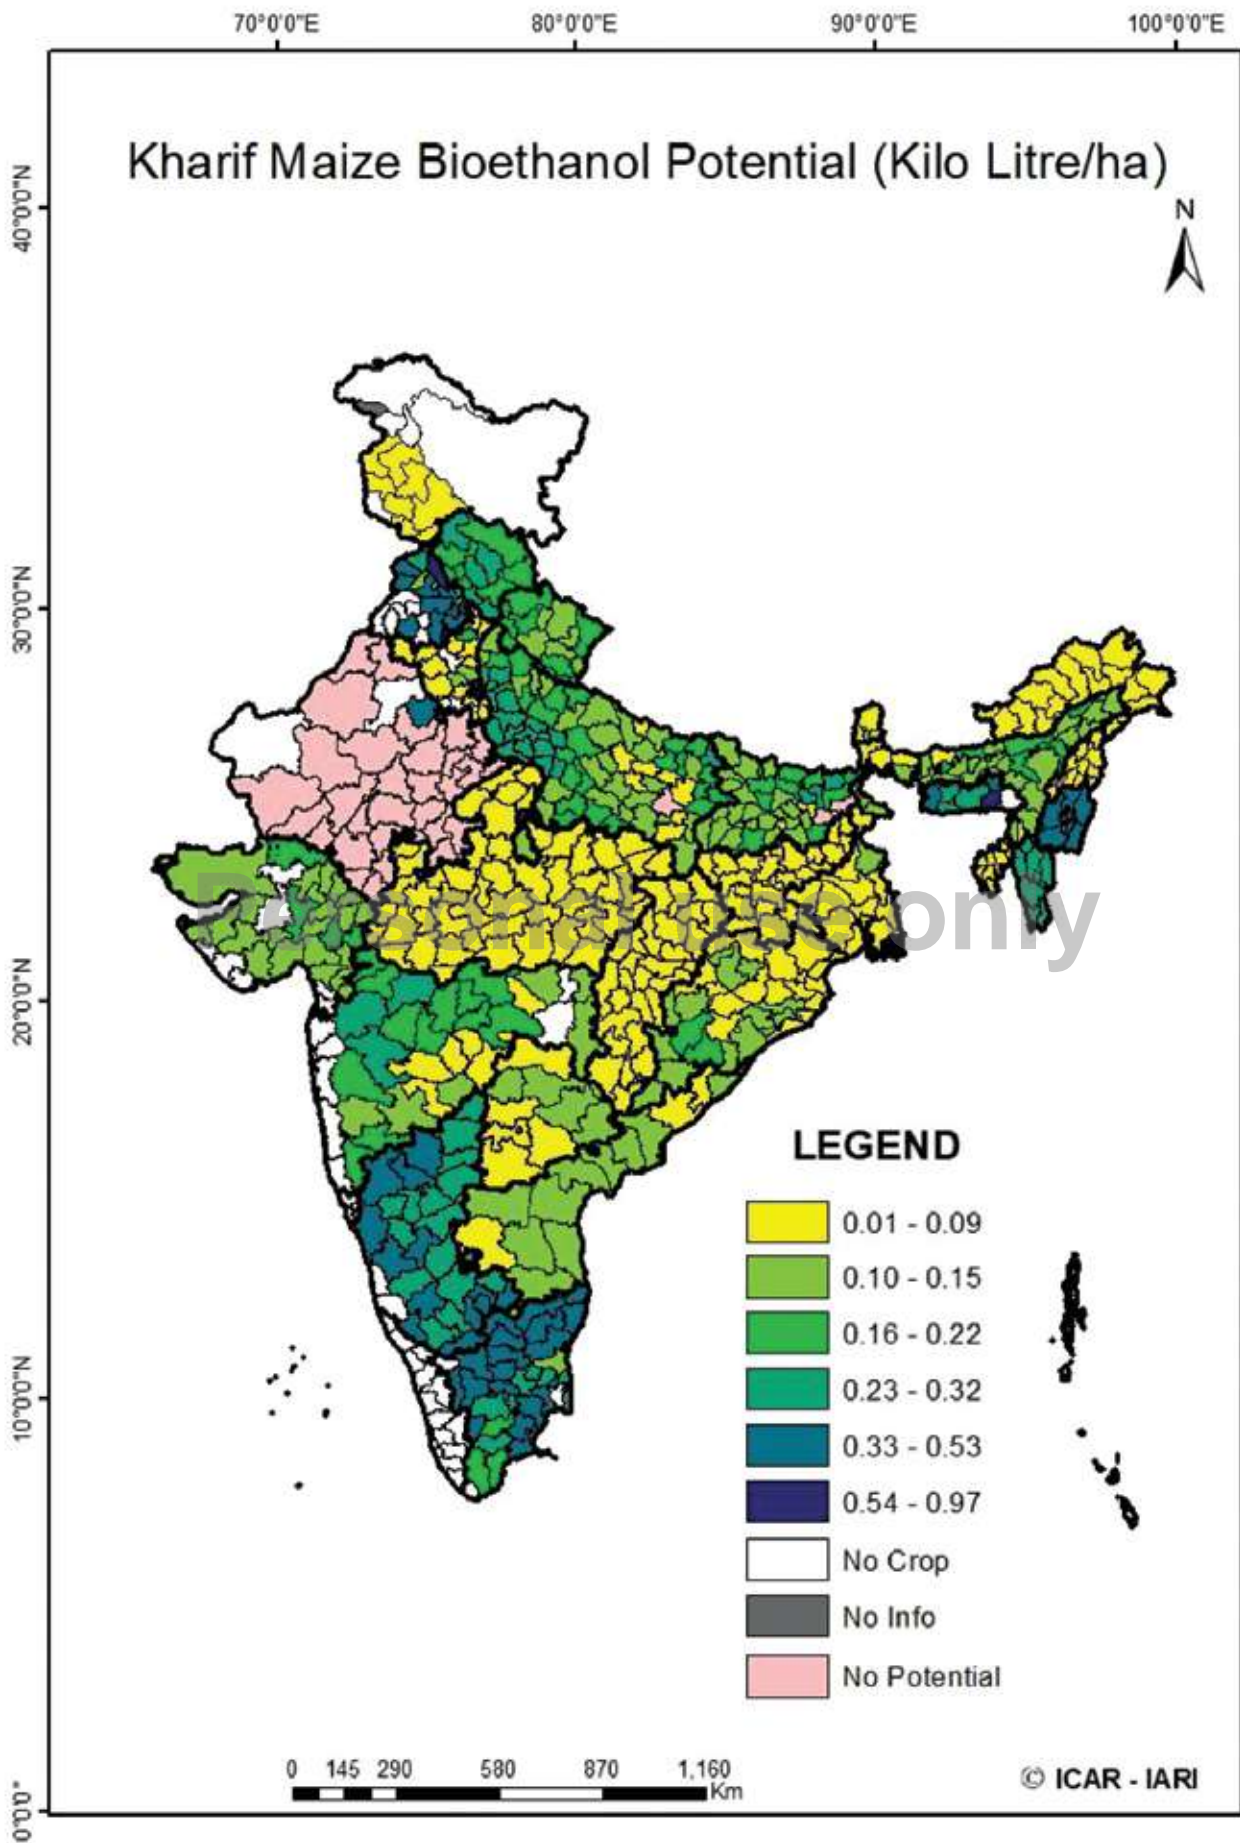 70°0'0"E 80°0'0"E 90°0'0"E 100°0'0"E
Kharif Maize Bioethanol Potential (Kilo Litre/ha)
N
40°0'0"N
30°0'0"N
20°0'0"N
10°0'0"N
0°0'0"
Personal use only
LEGEND
0.01 - 0.09
0.10 - 0.15
0.16 - 0.22
0.23 - 0.32
0.33 - 0.53
0.54 - 0.97
No Crop
No Info
No Potential
0 145 290 580 870 1,160
Km
© ICAR - IARI